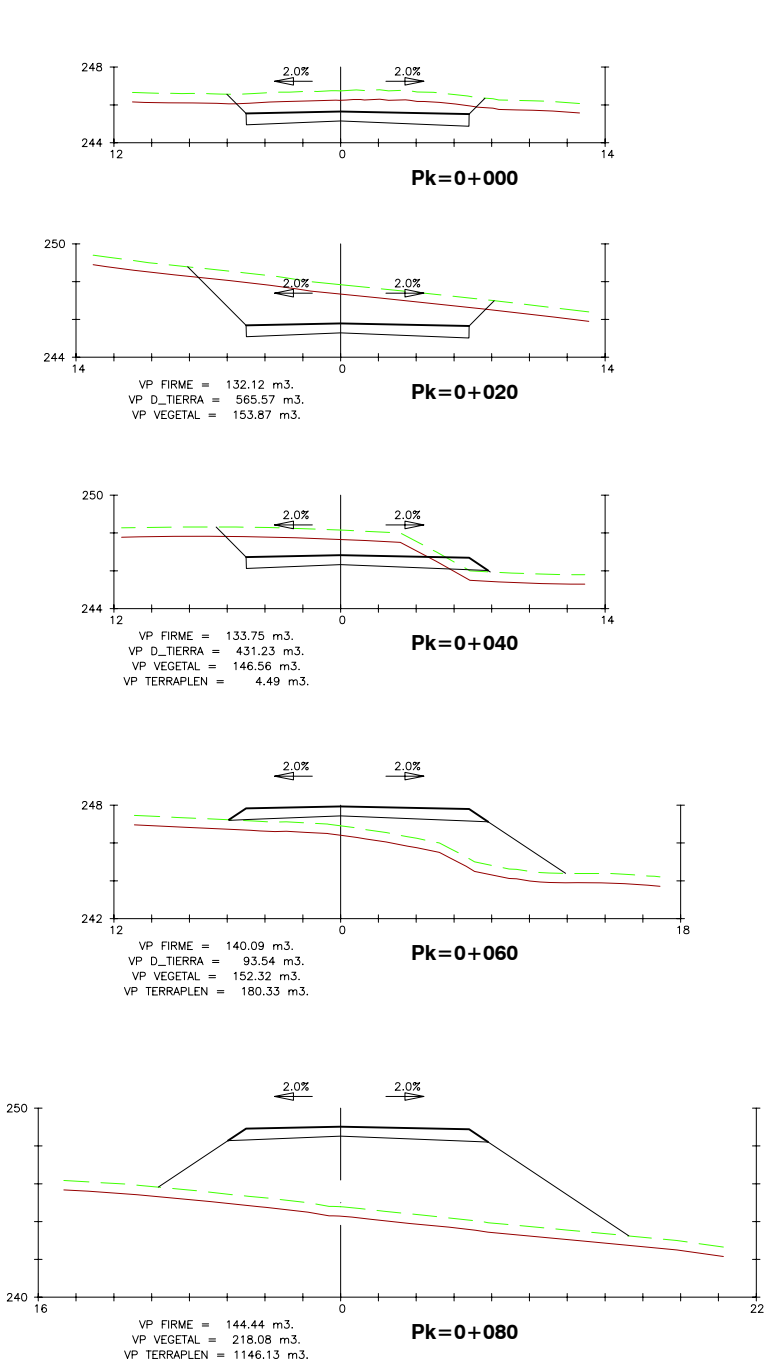 248
2.0% 2.0%
244
12 0 14
Pk=0+000
250
2.0% 2.0%
244
14 0 14
VP FIRME = 132.12 m3.
VP D_TIERRA = 565.57 m3.
VP VEGETAL = 153.87 m3.
Pk=0+020
250
2.0% 2.0%
244
12 0 14
VP FIRME = 133.75 m3.
VP D_TIERRA = 431.23 m3.
VP VEGETAL = 146.56 m3.
VP TERRAPLEN = 4.49 m3.
Pk=0+040
2.0% 2.0%
248
242
12 0 18
VP FIRME = 140.09 m3.
VP D_TIERRA = 93.54 m3.
VP VEGETAL = 152.32 m3.
VP TERRAPLEN = 180.33 m3.
Pk=0+060
2.0% 2.0%
250
240
16 0 22
VP FIRME = 144.44 m3.
VP VEGETAL = 218.08 m3.
VP TERRAPLEN = 1146.13 m3.
Pk=0+080